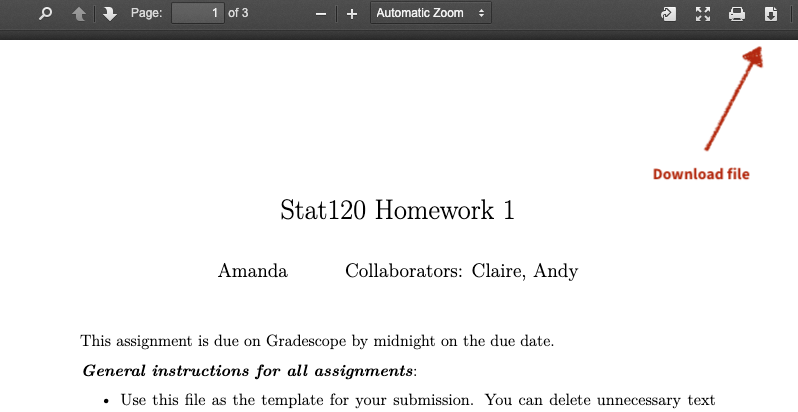 Page: 1 of 3 Automatic Zoom
Download file
Stat120 Homework 1
Amanda Collaborators: Claire, Andy
This assignment is due on Gradescope by midnight on the due date.
General instructions for all assignments:
• Use this file as the template for your submission. You can delete unnecessary text